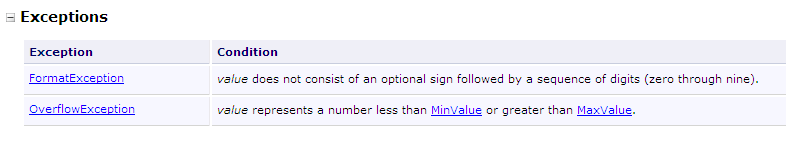 Exceptions
Exception Condition
FormatException value does not consist of an optional sign followed by a sequence of digits (zero through nine).
OverflowException value represents a number less than MinValue or greater than MaxValue.